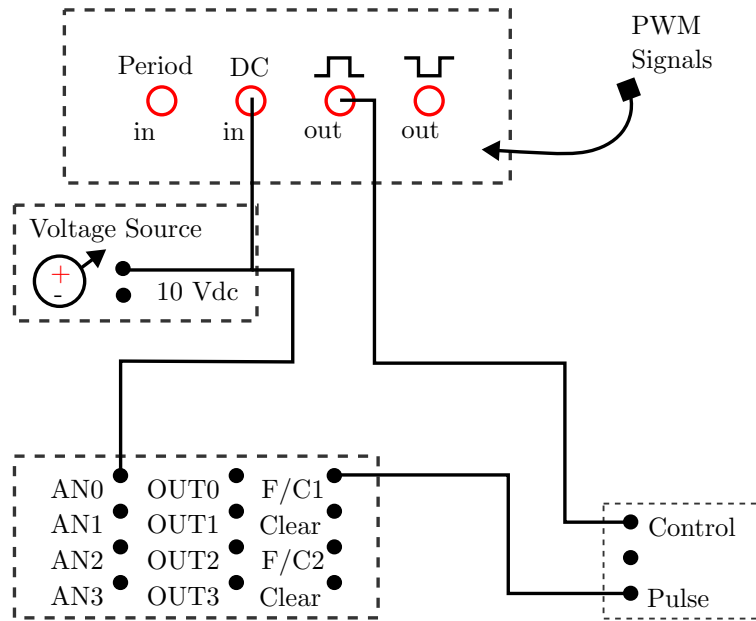 PWM
Signals
Period
DC
in
in
out
out
Voltage Source
+
-
10 Vdc
AN0 OUT0 F/C1
AN1 OUT1 Clear
AN2 OUT2 F/C2
AN3 OUT3 Clear
Control
Pulse